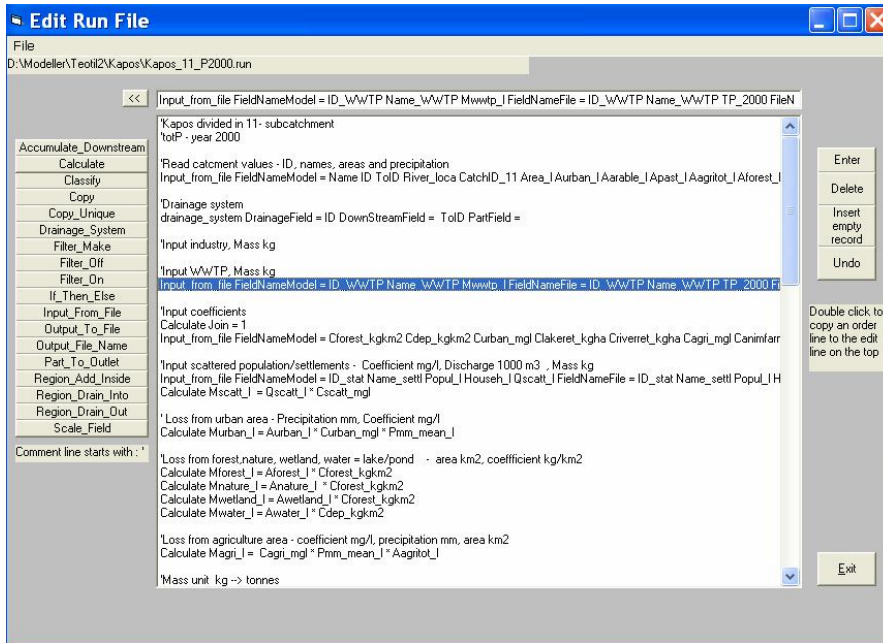 Edit Run File
File
D:\Modeller\Teotil2\Kapos\Kapos_11_P2000.run
<<
Input_from_file FieldNameModel = ID_WWTP Name_WWTP Mwwtp_l FieldNameFile = ID_WWTP Name_WWTP TP_2000 FileN
Accumulate_Downstream
Calculate
Classify
Copy
Copy_Unique
Drainage_System
Filter_Make
Filter_Off
Filter_On
If_Then_Else
Input_From_File
Output_To_File
Output_File_Name
Part_To_Outlet
Region_Add_Inside
Region_Drain_Into
Region_Drain_Out
Scale_Field
Comment line starts with : '
'Kapos divided in 11- subcatchment
'totP - year 2000
'Read catcment values - ID, names, areas and precipitation
Input_from_file FieldNameModel = Name ID ToID River_loca CatchID_11 Area_l Aurban_l Aarable_l Apast_l Aagritot_l Aforest_l
'Drainage system
drainage_system DrainageField = ID DownStreamField = ToID PartField =
'Input industry, Mass kg
'Input WWTP, Mass kg
Input_from_file FieldNameModel = ID_WWTP Name_WWTP Mwwtp_l FieldNameFile = ID_WWTP Name_WWTP TP_2000 Fi
'Input coefficients
Calculate Join = 1
Input_from_file FieldNameModel = Cforest_kgkm2 Cdep_kgkm2 Curban_mgl Clakeret_kgha Criverret_kgha Cagri_mgl Canimfarr
'Input scattered population/settlements - Coefficient mg/l, Discharge 1000 m3 , Mass kg
Input_from_file FieldNameModel = ID_stat Name_settl Popul_l Househ_l Qscatt_l FieldNameFile = ID_stat Name_settl Popul_l H
Calculate Mscatt_l = Qscatt_l * Cscatt_mgl
' Loss from urban area - Precipitation mm, Coefficient mg/l
Calculate Murban_l = Aurban_l * Curban_mgl * Pmm_mean_l
'Loss from forest,nature, wetland, water = lake/pond - area km2, coeffficient kg/km2
Calculate Mforest_l = Aforest_l * Cforest_kgkm2
Calculate Mnature_l = Anature_l * Cforest_kgkm2
Calculate Mwetland_l = Awetland_l * Cforest_kgkm2
Calculate Mwater_l = Awater_l * Cdep_kgkm2
'Loss from agriculture area - coefficient mg/l, precipitation mm, area km2
Calculate Magri_l = Cagri_mgl * Pmm_mean_l * Aagritot_l
'Mass unit kg --> tonnes
Enter
Delete
Insert
empty
record
Undo
Double click to
copy an order
line to the edit
line on the top
Exit